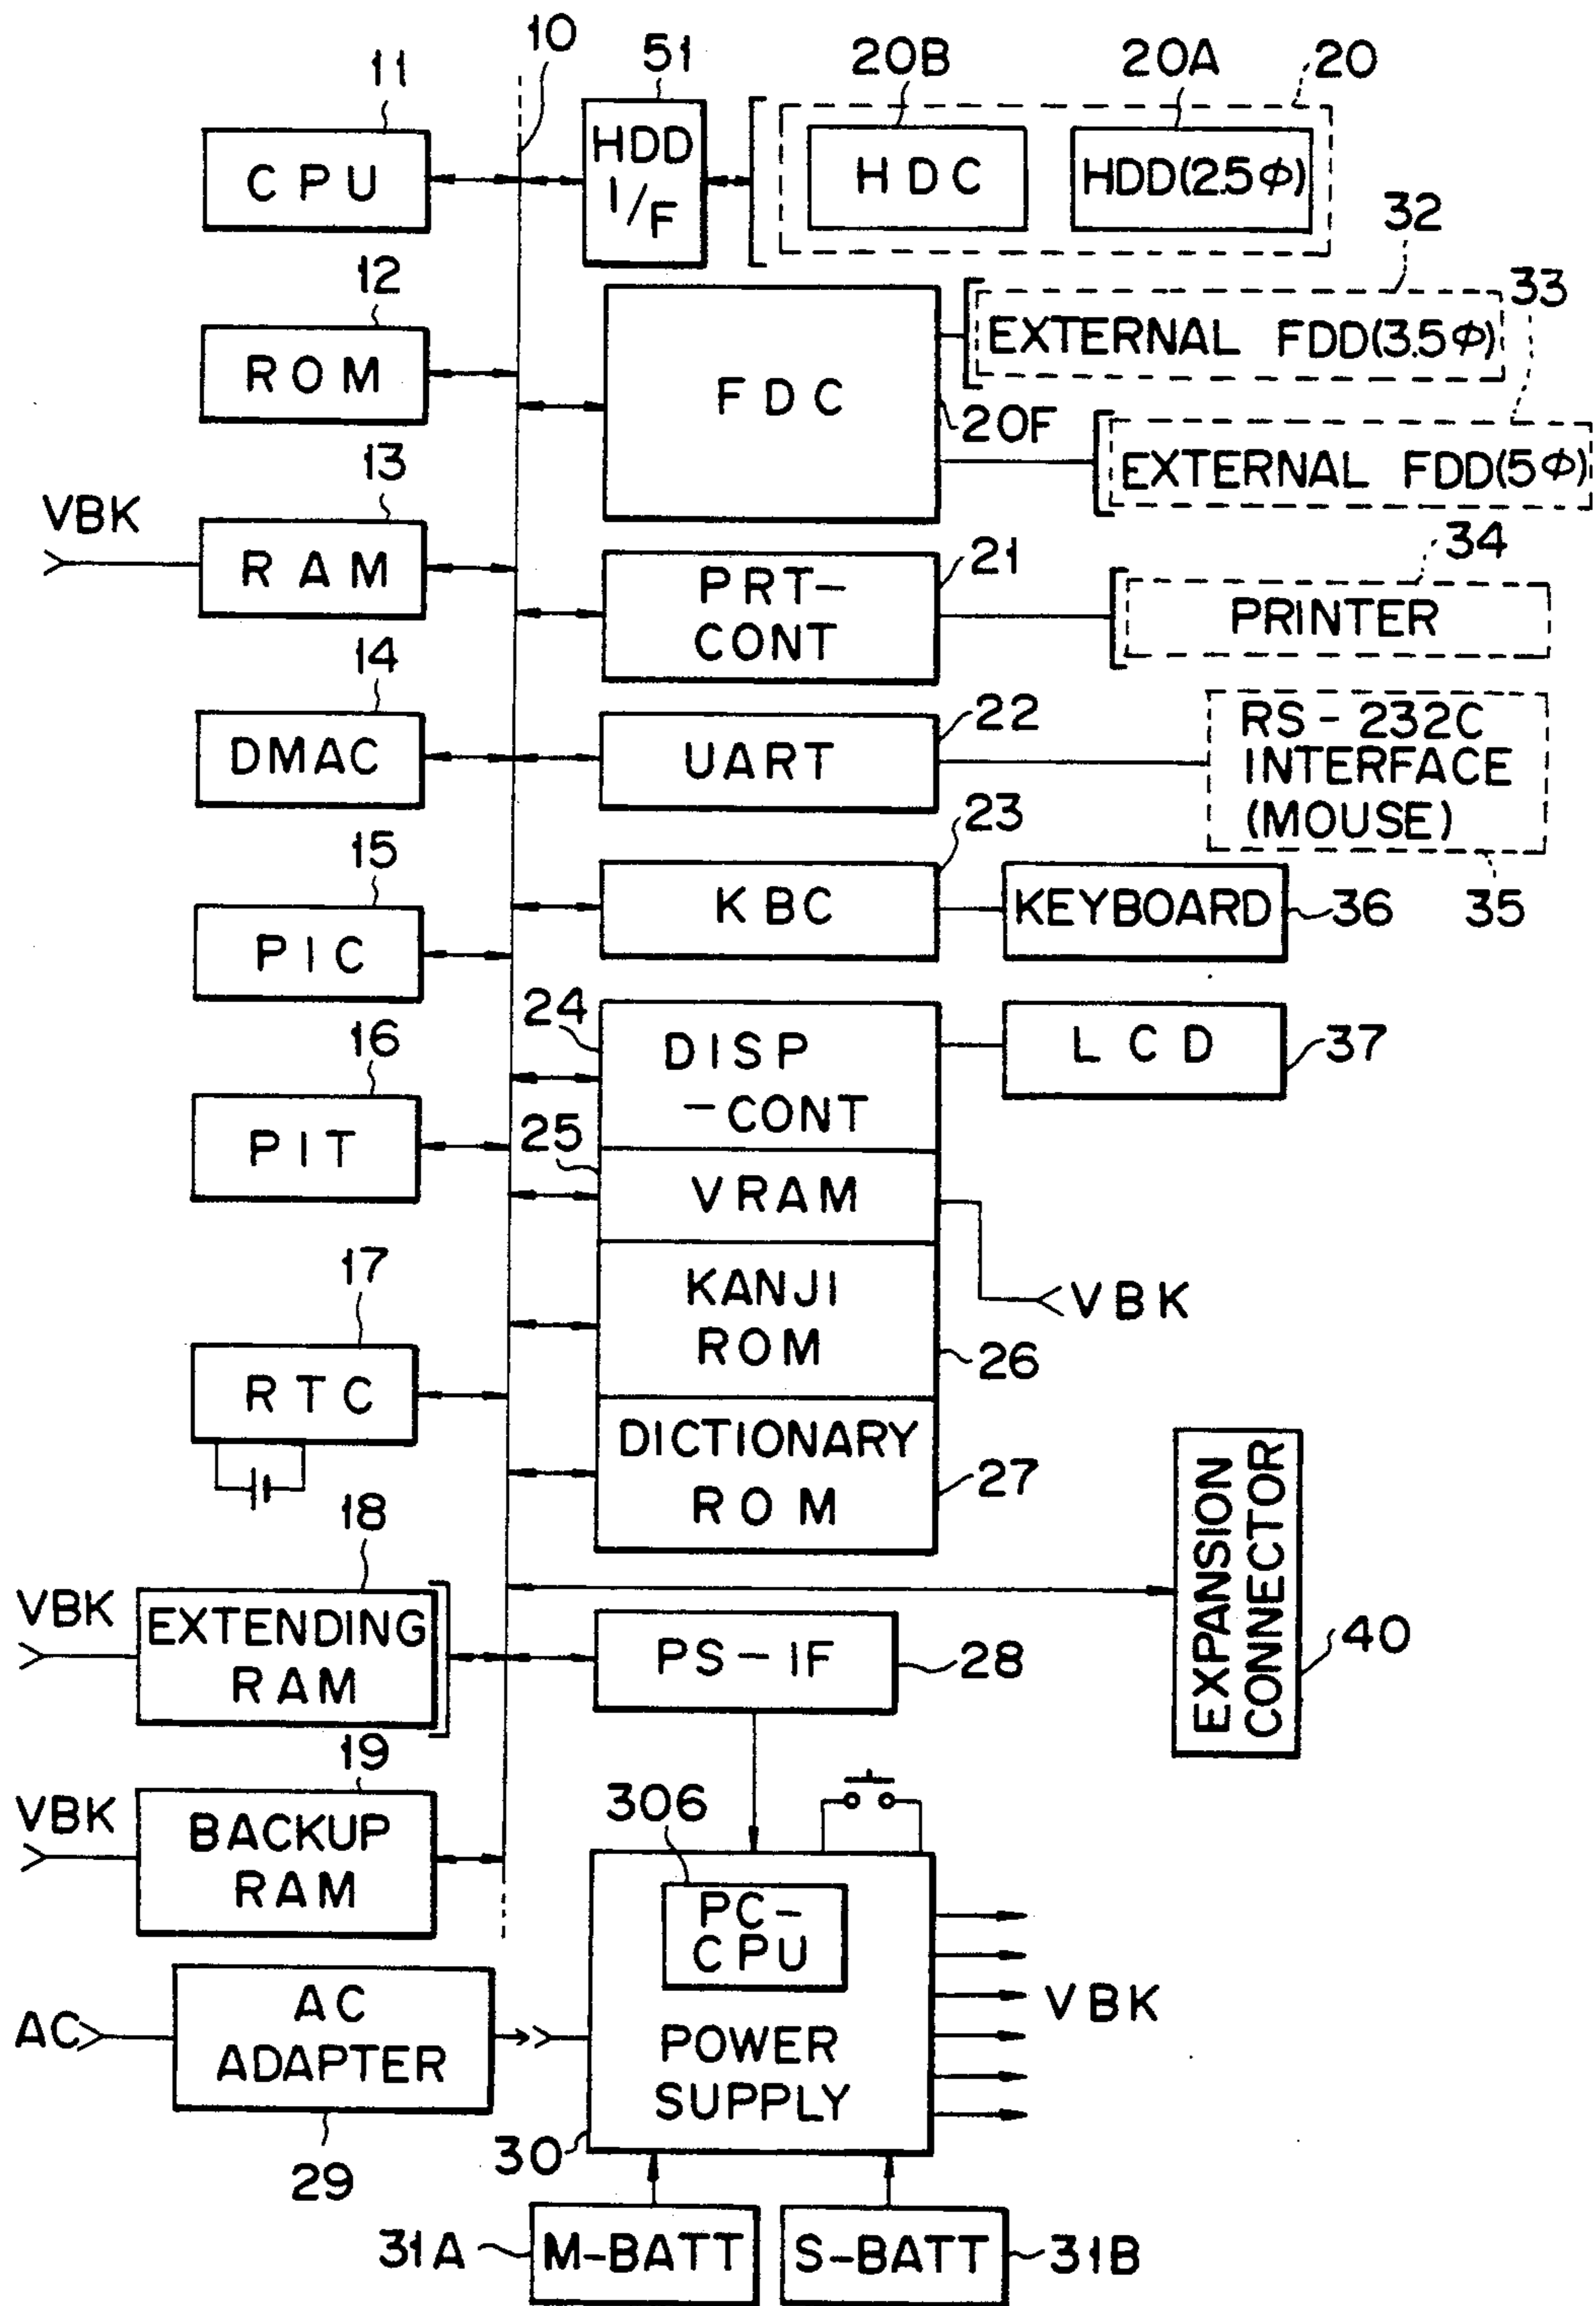 10
51
20B
20A
20
11
HDD
I/F
HDC
HDD(2.5φ)
CPU
32
33
12
EXTERNAL FDD(3.5φ)
ROM
FDC
20F
EXTERNAL FDD(5φ)
13
VBK
RAM
21
34
PRT-
CONT
PRINTER
14
22
RS-232C
INTERFACE
(MOUSE)
35
DMAC
UART
23
15
KBC
KEYBOARD
36
PIC
24
DISP
-CONT
LCD
37
16
PIT
25
VRAM
VBK
KANJI
ROM
26
17
RTC
DICTIONARY
ROM
27
EXPANSION
CONNECTOR
40
18
VBK
EXTENDING
RAM
PS-IF
28
19
VBK
BACKUP
RAM
306
PC-
CPU
VBK
AC
AC
ADAPTER
29
POWER
SUPPLY
30
31A
M-BATT
S-BATT
31B